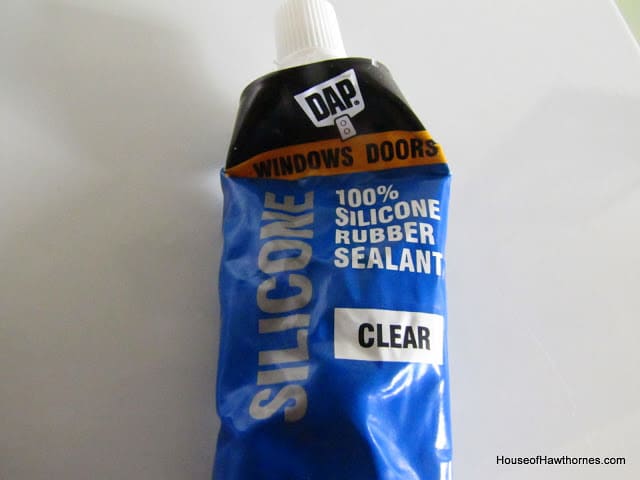 DAP.
WINDOWS DOORS
SILICONE
100%
SILICONE
RUBBER
SEALANT
CLEAR
HouseofHawthornes.com